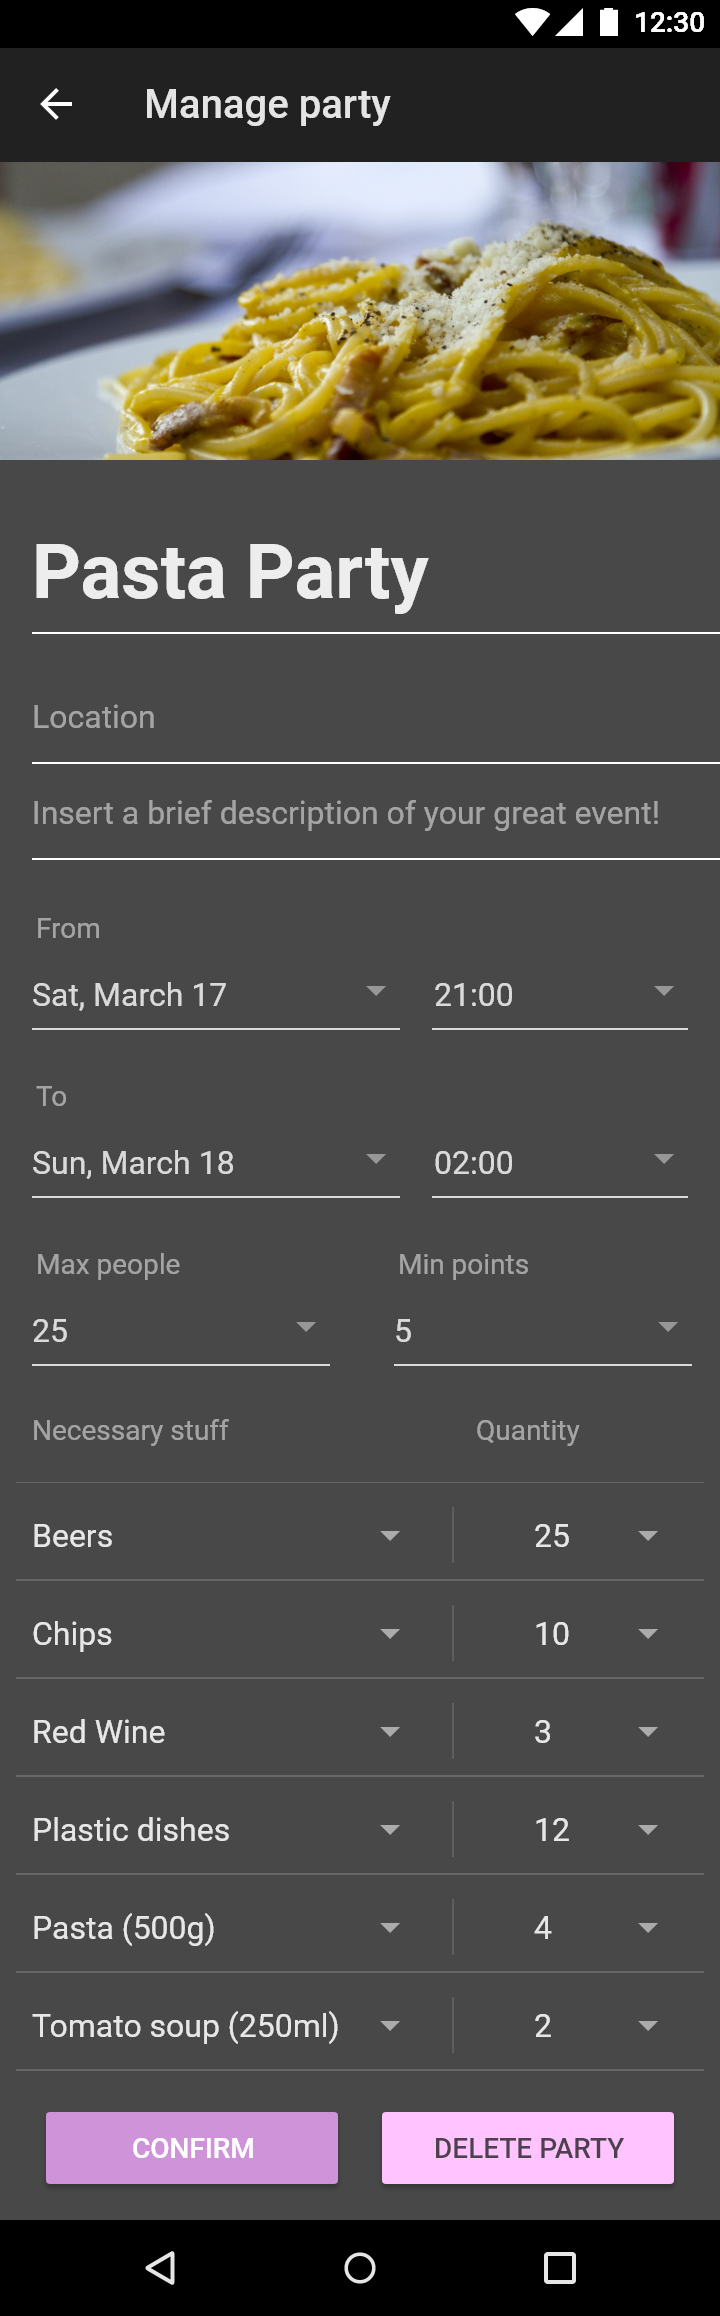 12:30
Manage party
Pasta Party
Location
Insert a brief description of your great event!
From
Sat, March 17 21:00
To
Sun, March 18 02:00
Max people Min points
25 5
Necessary stuff Quantity
Beers 25
Chips 10
Red Wine 3
Plastic dishes 12
Pasta (500g) 4
Tomato soup (250ml) 2
CONFIRM DELETE PARTY